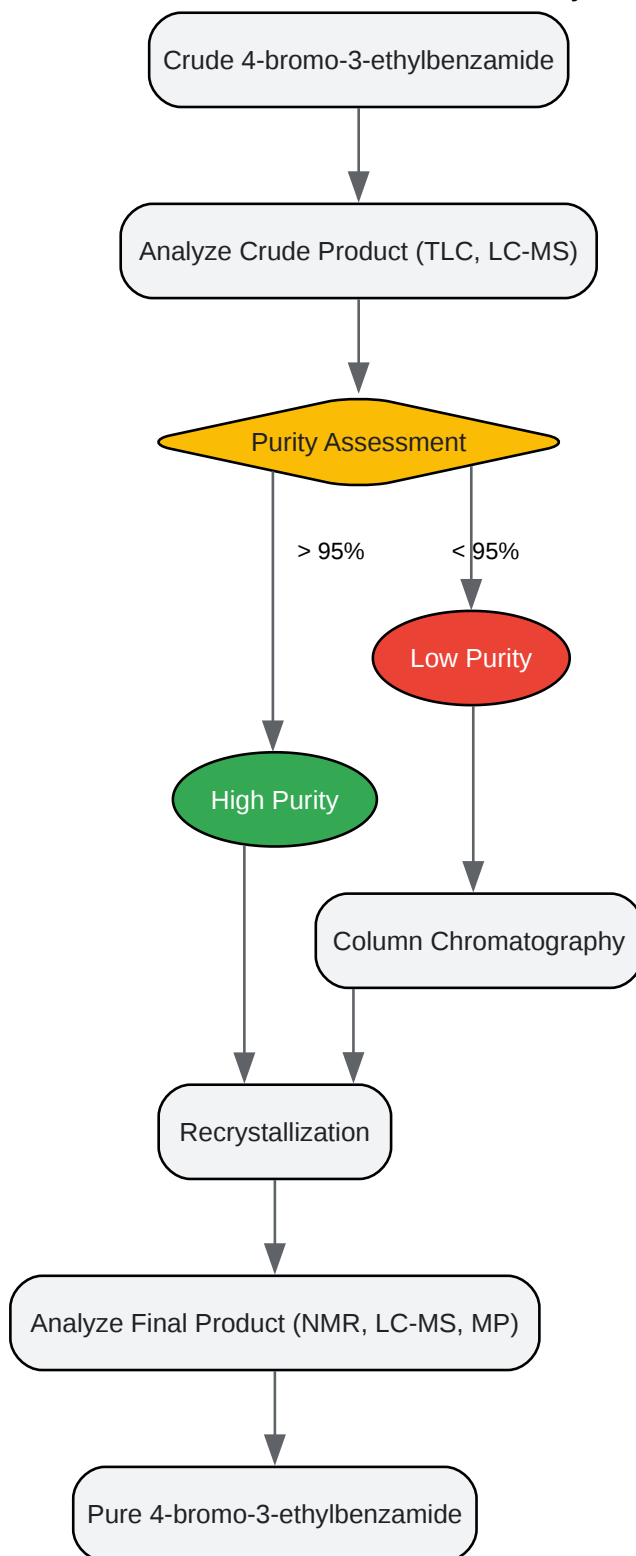 Crude 4-bromo-3-ethylbenzamide
Analyze Crude Product (TLC, LC-MS)
Purity Assessment
> 95%
< 95%
Low Purity
High Purity
Column Chromatography
Recrystallization
Analyze Final Product (NMR, LC-MS, MP)
Pure 4-bromo-3-ethylbenzamide